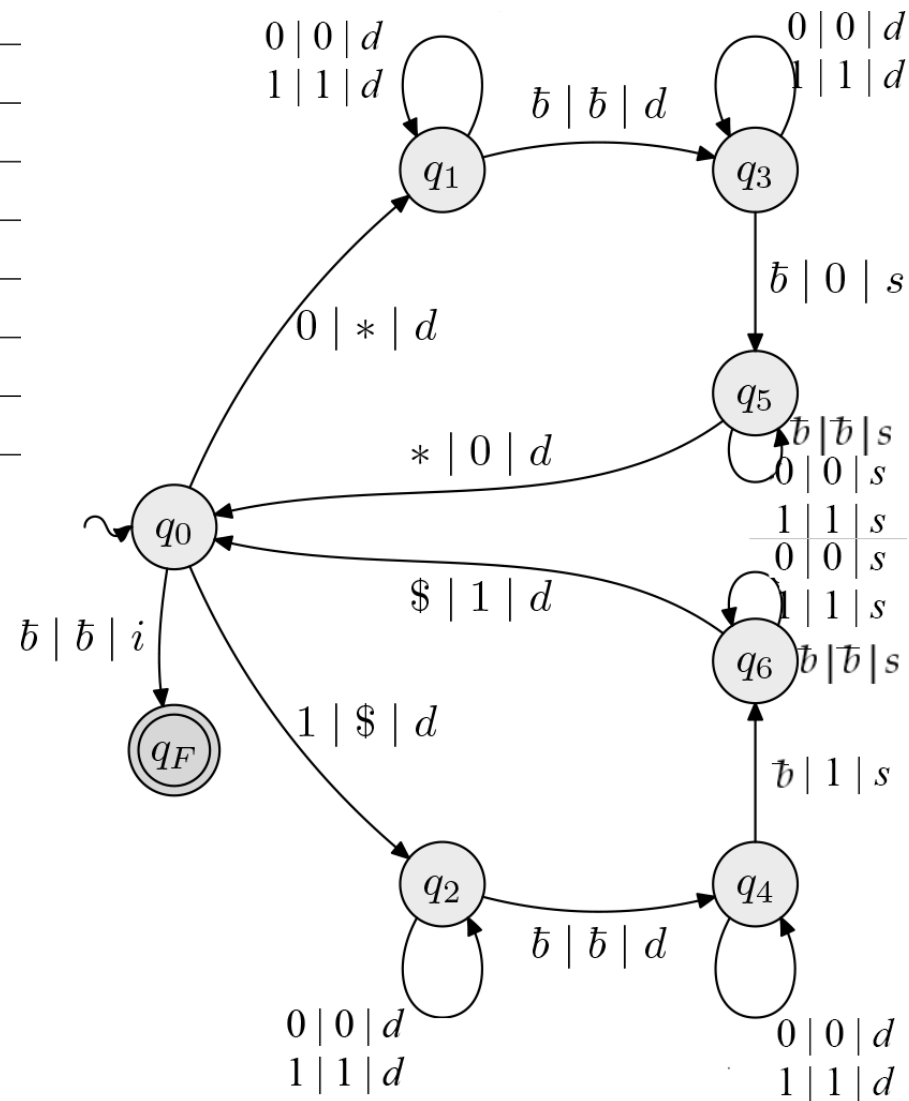 0 | 0 | d
1 | 1 | d
ƀ | ƀ | d
0 | 0 | d
1 | 1 | d
q₁
q₃
ƀ | 0 | s
0 | ∗ | d
q₅
ƀ | ƀ | s
0 | 0 | s
1 | 1 | s
∗ | 0 | d
q₀
0 | 0 | s
1 | 1 | s
ƀ | ƀ | s
$ | 1 | d
ƀ | ƀ | i
q₆
q_F
1 | $ | d
ƀ | 1 | s
q₂
q₄
ƀ | ƀ | d
0 | 0 | d
1 | 1 | d
0 | 0 | d
1 | 1 | d